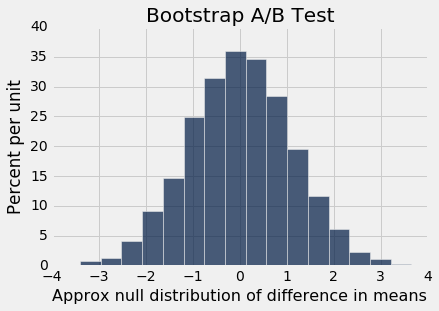 Bootstrap A/B Test
Percent per unit
40
35
30
25
20
15
10
5
0
−4 −3 −2 −1 0 1 2 3 4
Approx null distribution of difference in means